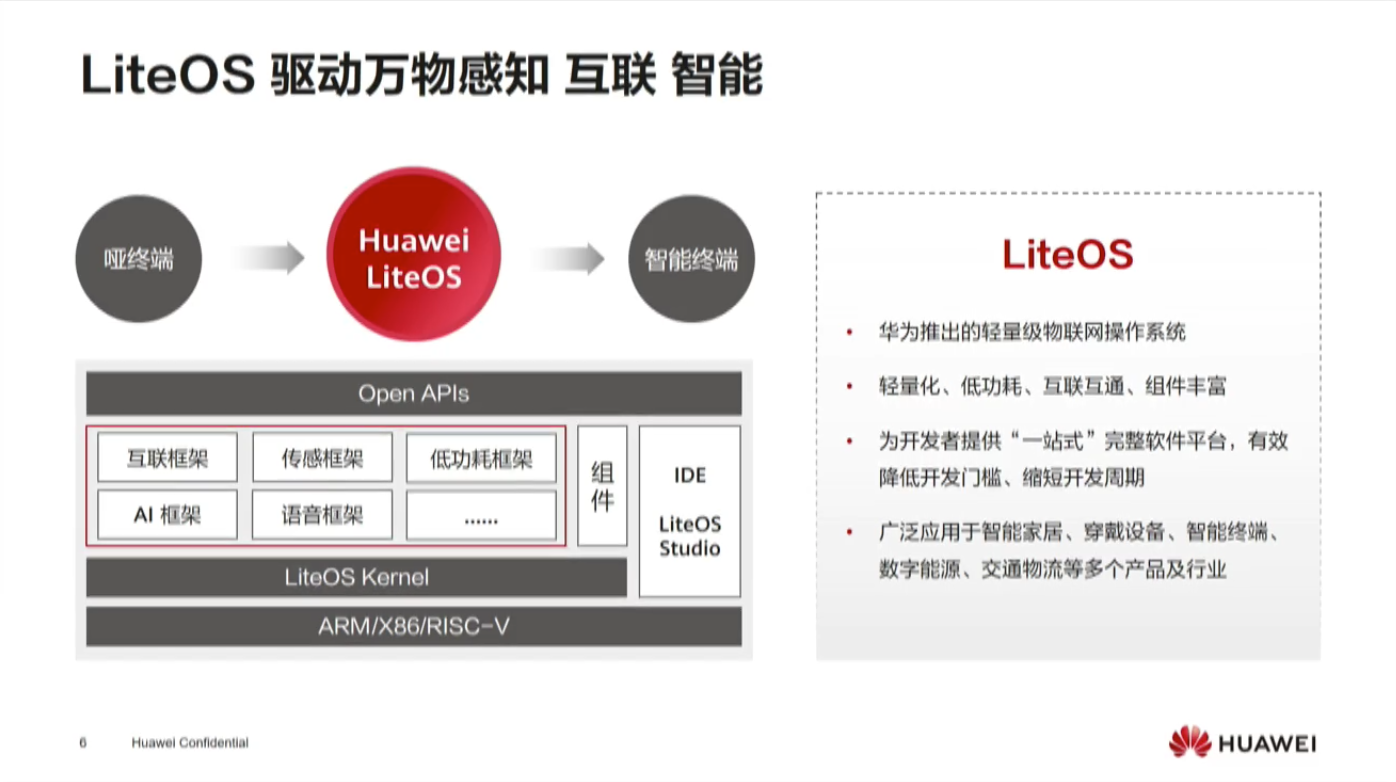 LiteOS 驱动万物感知 互联 智能
哑终端
Huawei
LiteOS
智能终端
Open APIs
互联框架
传感框架
低功耗框架
AI 框架
语音框架
......
组
件
IDE
LiteOS
Studio
LiteOS Kernel
ARM/X86/RISC-V
LiteOS
• 华为推出的轻量级物联网操作系统
• 轻量化、低功耗、互联互通、组件丰富
• 为开发者提供“一站式”完整软件平台，有效
降低开发门槛、缩短开发周期
• 广泛应用于智能家居、穿戴设备、智能终端、
数字能源、交通物流等多个产品及行业
6 Huawei Confidential
HUAWEI